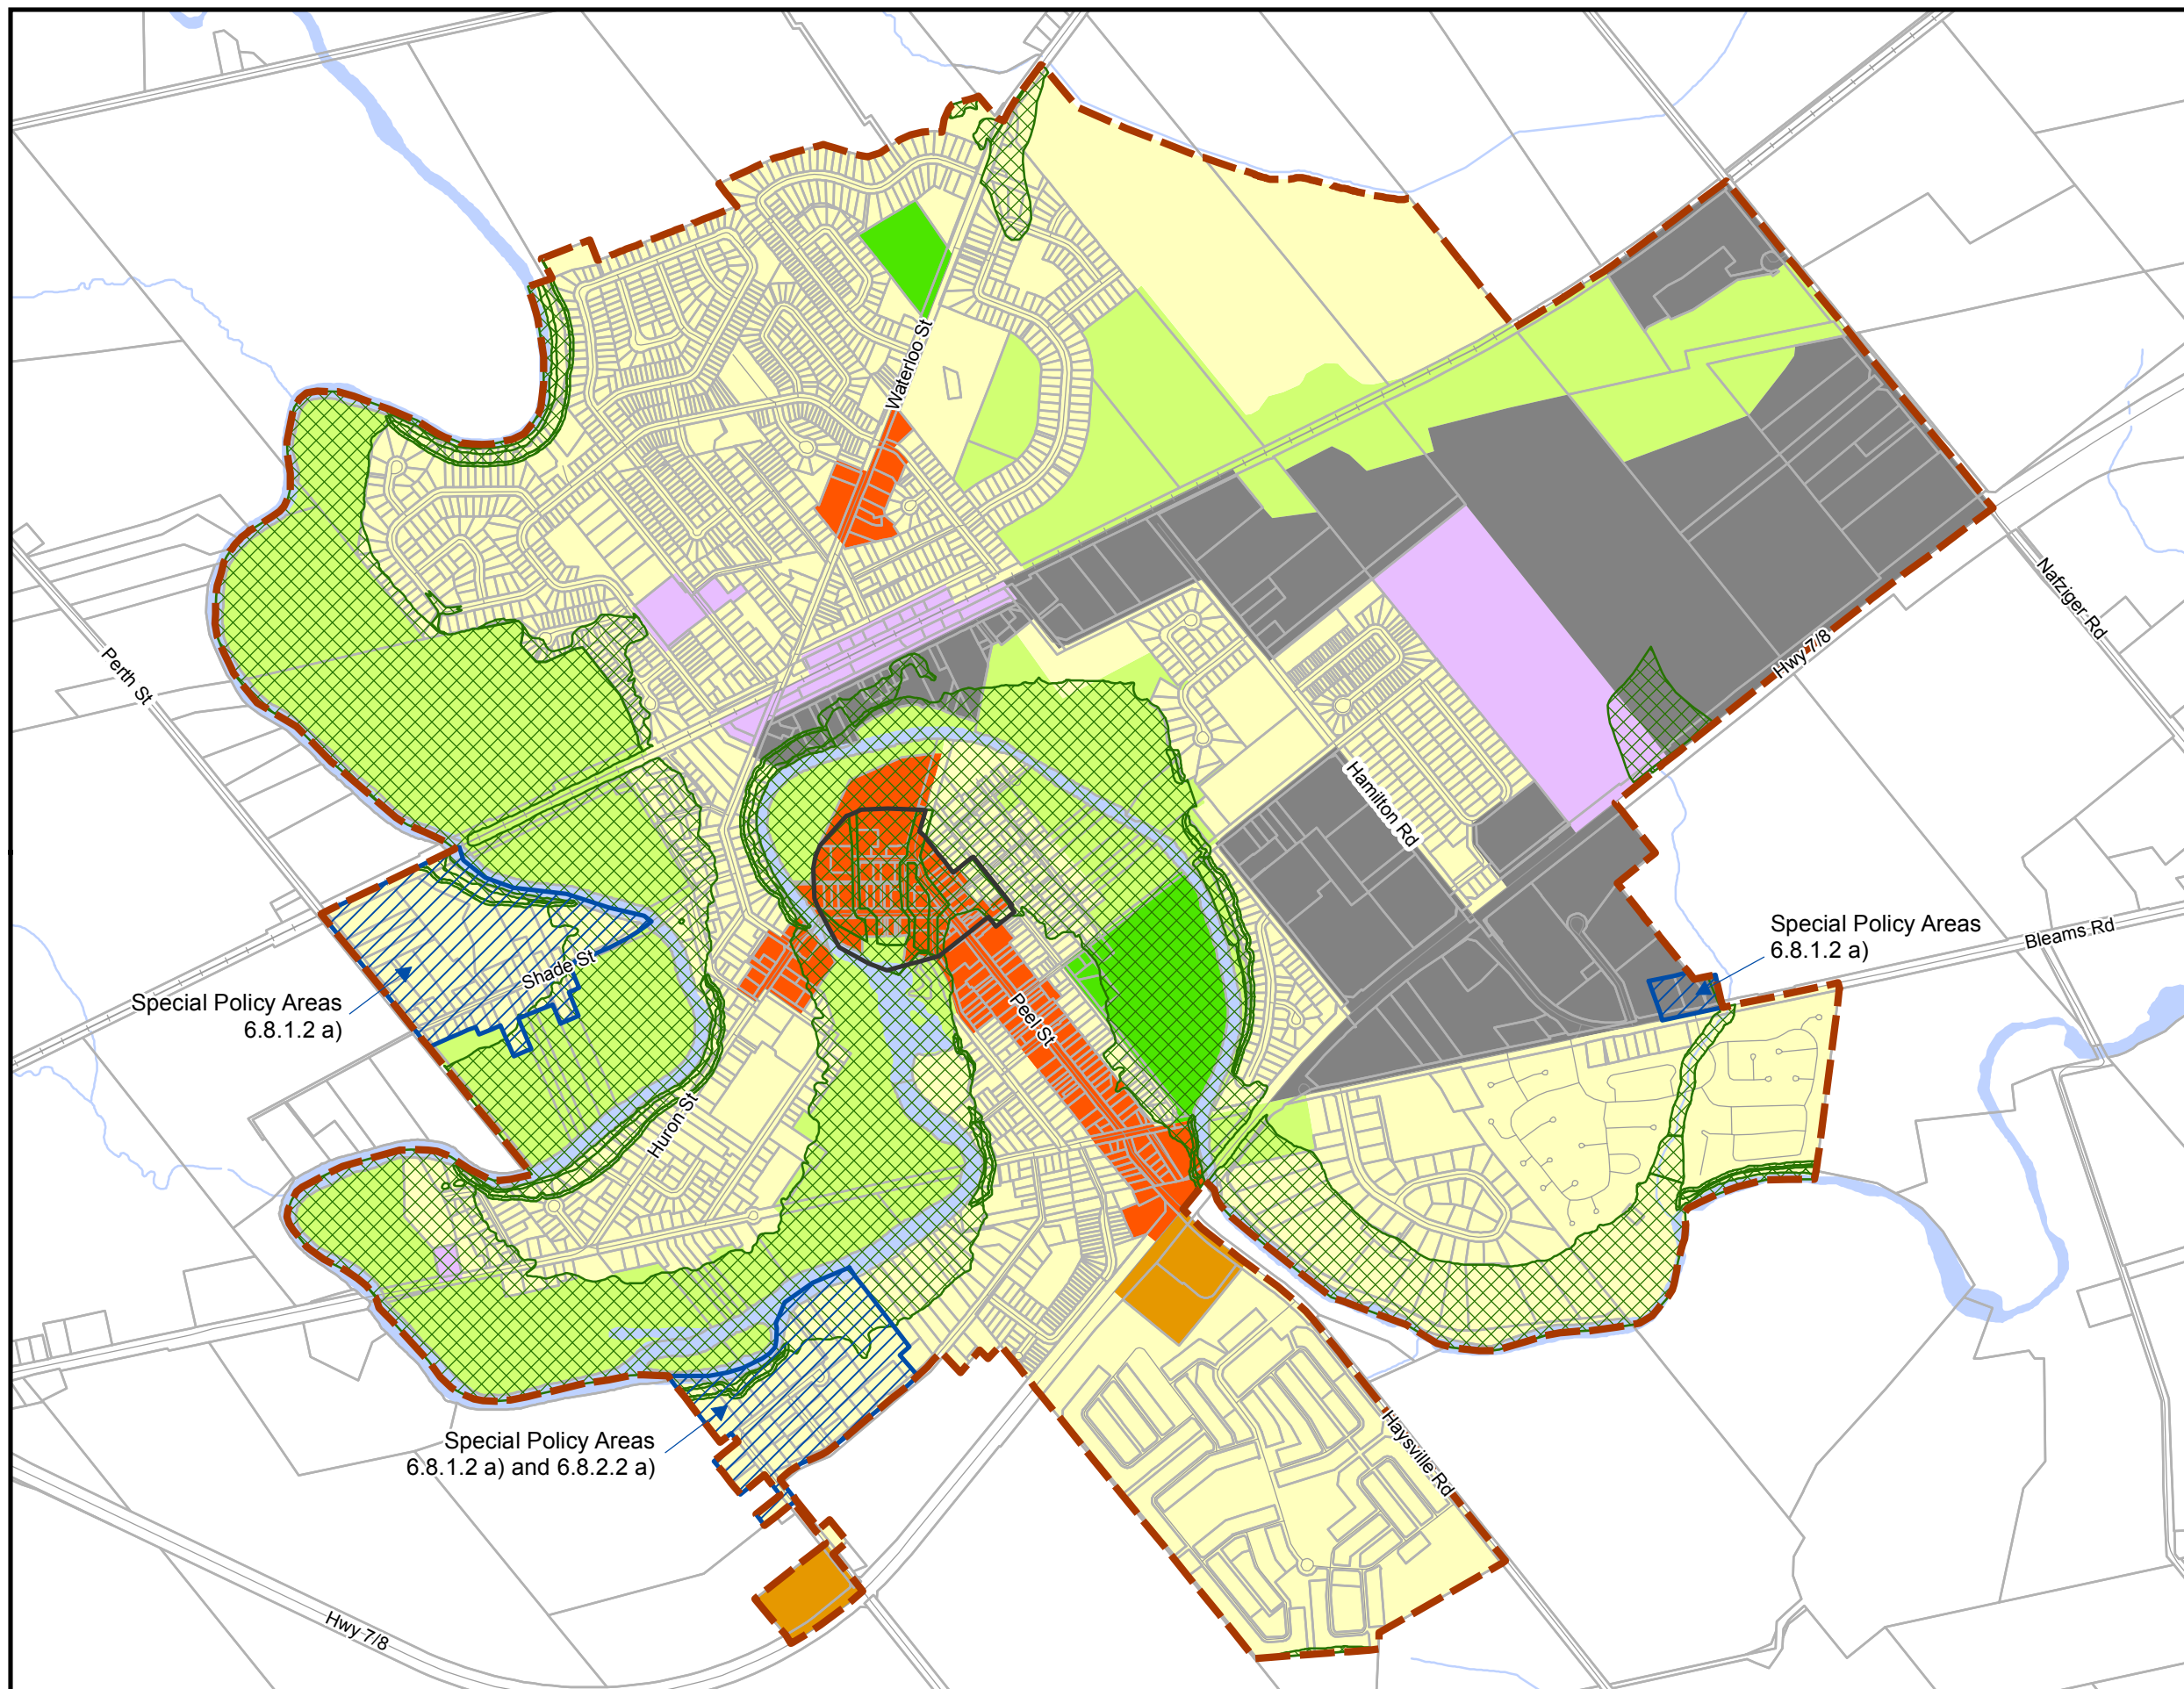 Waterloo St
Perth St
Nafziger Rd
Hwy 7/8
Hamilton Rd
Special Policy Areas
6.8.1.2 a)
Bleams Rd
Shade St
Special Policy Areas
6.8.1.2 a)
Peel St
Huron St
Special Policy Areas
6.8.1.2 a) and 6.8.2.2 a)
Haysville Rd
Hwy 7/8